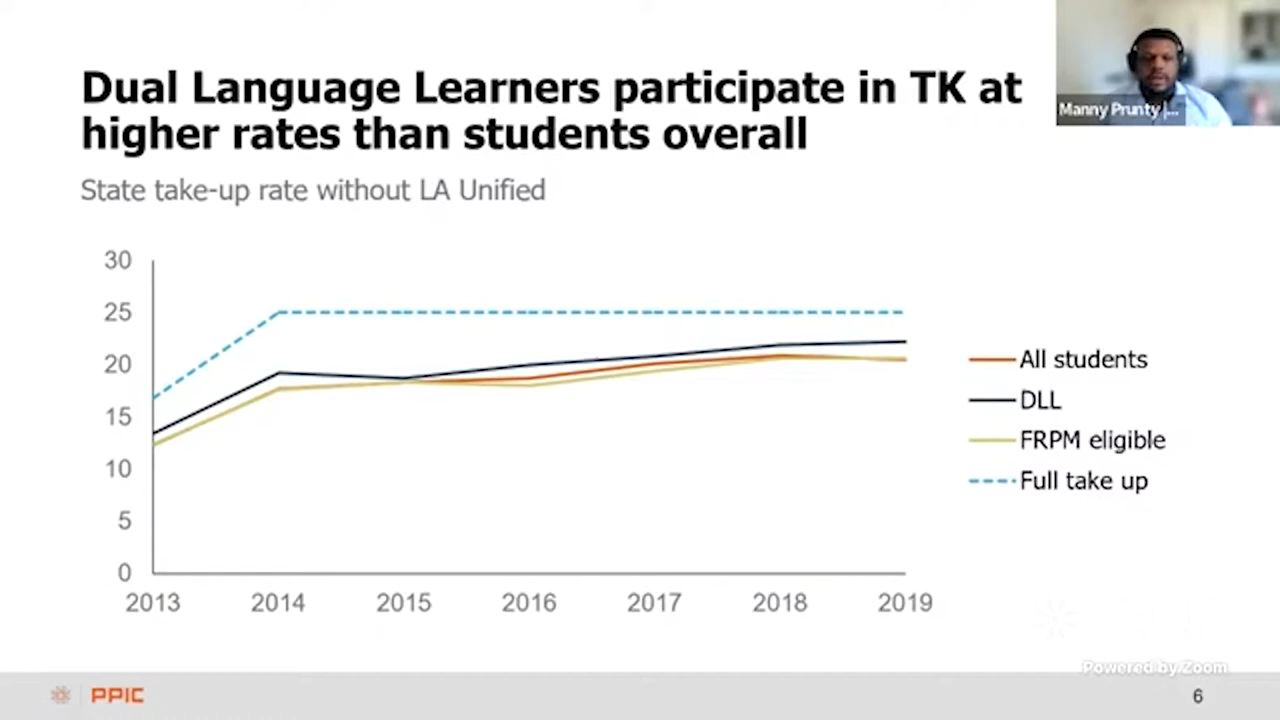 Dual Language Learners participate in TK at
higher rates than students overall
State take-up rate without LA Unified
Manny Prunty |...
30
25
20
15
10
5
0
2013 2014 2015 2016 2017 2018 2019
All students
DLL
FRPM eligible
Full take up
Powered by Zoom
PPIC
6